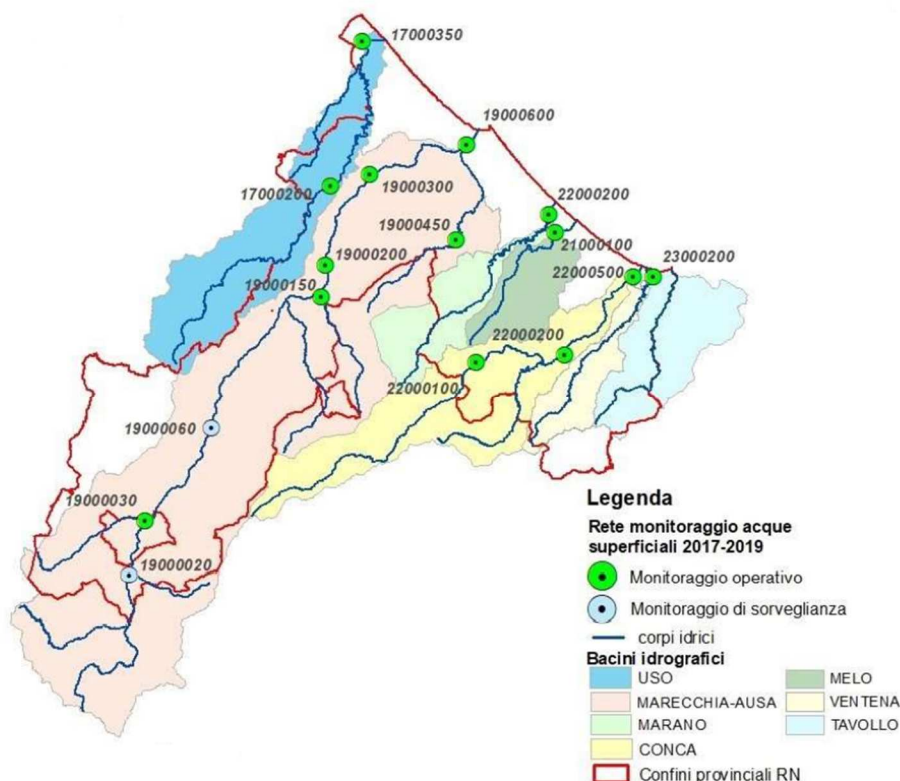 17000350
19000600
17000200
19000300
22000200
19000450
21000100
19000200
23000200
22000500
19000150
22000200
22000100
19000060
19000030
19000020
Legenda
Rete monitoraggio acque
superficiali 2017-2019
Monitoraggio operativo
Monitoraggio di sorveglianza
corpi idrici
Bacini idrografici
USO
MELO
MARECCHIA-AUSA
VENTENA
MARANO
TAVOLLO
CONCA
Confini provinciali RN